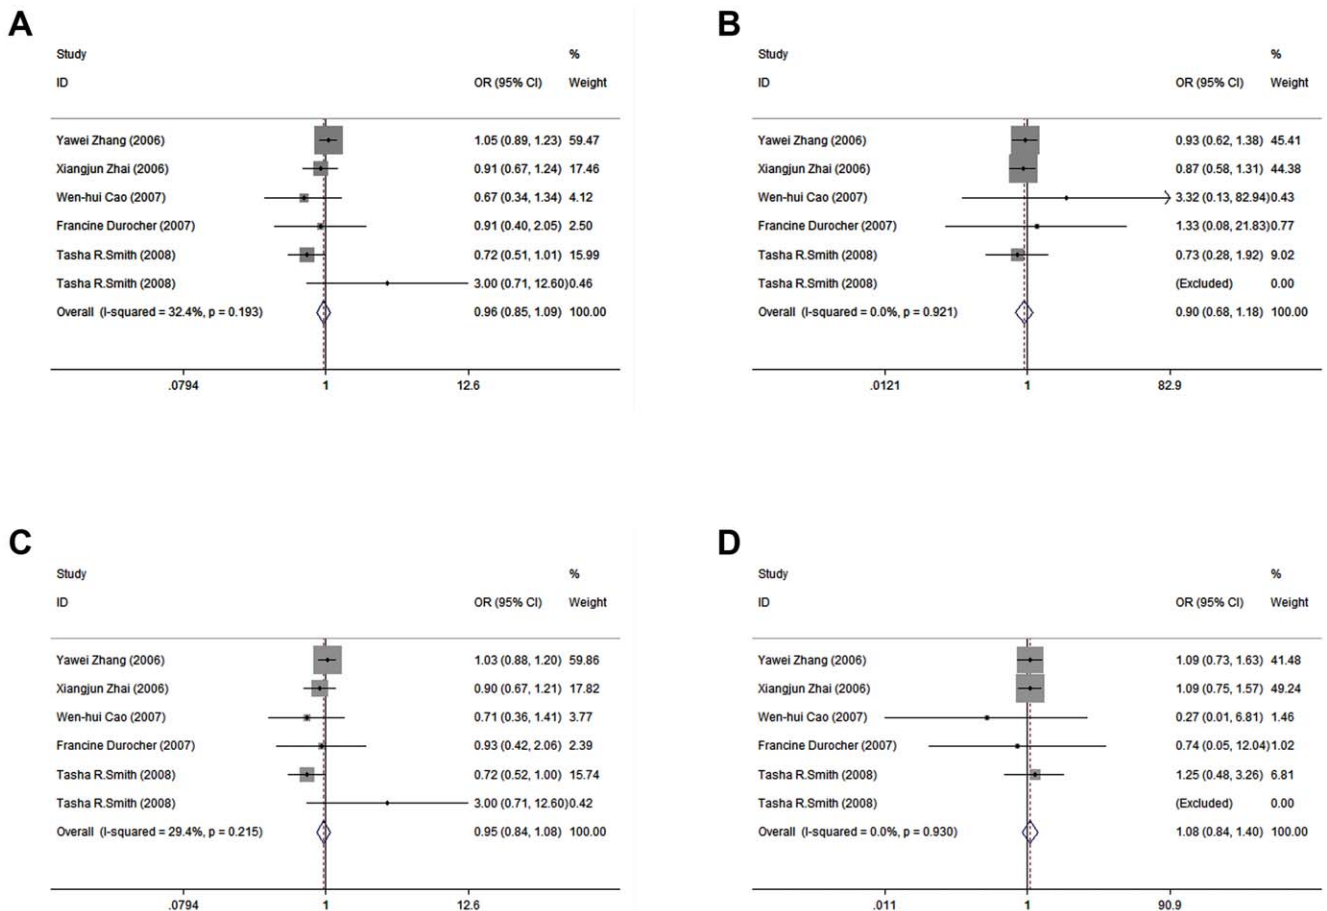 A
Study %
ID OR (95% CI) Weight
Yawei Zhang (2006) 1.05 (0.89, 1.23) 59.47
Xiangjun Zhai (2006) 0.91 (0.67, 1.24) 17.46
Wen-hui Cao (2007) 0.67 (0.34, 1.34) 4.12
Francine Durocher (2007) 0.91 (0.40, 2.05) 2.50
Tasha R.Smith (2008) 0.72 (0.51, 1.01) 15.99
Tasha R.Smith (2008) 3.00 (0.71, 12.60) 0.46
Overall (I-squared = 32.4%, p = 0.193) 0.96 (0.85, 1.09) 100.00
.0794 1 12.6
B
Study %
ID OR (95% CI) Weight
Yawei Zhang (2006) 0.93 (0.62, 1.38) 45.41
Xiangjun Zhai (2006) 0.87 (0.58, 1.31) 44.38
Wen-hui Cao (2007) 3.32 (0.13, 82.94) 0.43
Francine Durocher (2007) 1.33 (0.08, 21.83) 0.77
Tasha R.Smith (2008) 0.73 (0.28, 1.92) 9.02
Tasha R.Smith (2008) (Excluded) 0.00
Overall (I-squared = 0.0%, p = 0.921) 0.90 (0.68, 1.18) 100.00
.0121 1 82.9
C
Study %
ID OR (95% CI) Weight
Yawei Zhang (2006) 1.03 (0.88, 1.20) 59.86
Xiangjun Zhai (2006) 0.90 (0.67, 1.21) 17.82
Wen-hui Cao (2007) 0.71 (0.36, 1.41) 3.77
Francine Durocher (2007) 0.93 (0.42, 2.06) 2.39
Tasha R.Smith (2008) 0.72 (0.52, 1.00) 15.74
Tasha R.Smith (2008) 3.00 (0.71, 12.60) 0.42
Overall (I-squared = 29.4%, p = 0.215) 0.95 (0.84, 1.08) 100.00
.0794 1 12.6
D
Study %
ID OR (95% CI) Weight
Yawei Zhang (2006) 1.09 (0.73, 1.63) 41.48
Xiangjun Zhai (2006) 1.09 (0.75, 1.57) 49.24
Wen-hui Cao (2007) 0.27 (0.01, 6.81) 1.46
Francine Durocher (2007) 0.74 (0.05, 12.04) 1.02
Tasha R.Smith (2008) 1.25 (0.48, 3.26) 6.81
Tasha R.Smith (2008) (Excluded) 0.00
Overall (I-squared = 0.0%, p = 0.930) 1.08 (0.84, 1.40) 100.00
.011 1 90.9